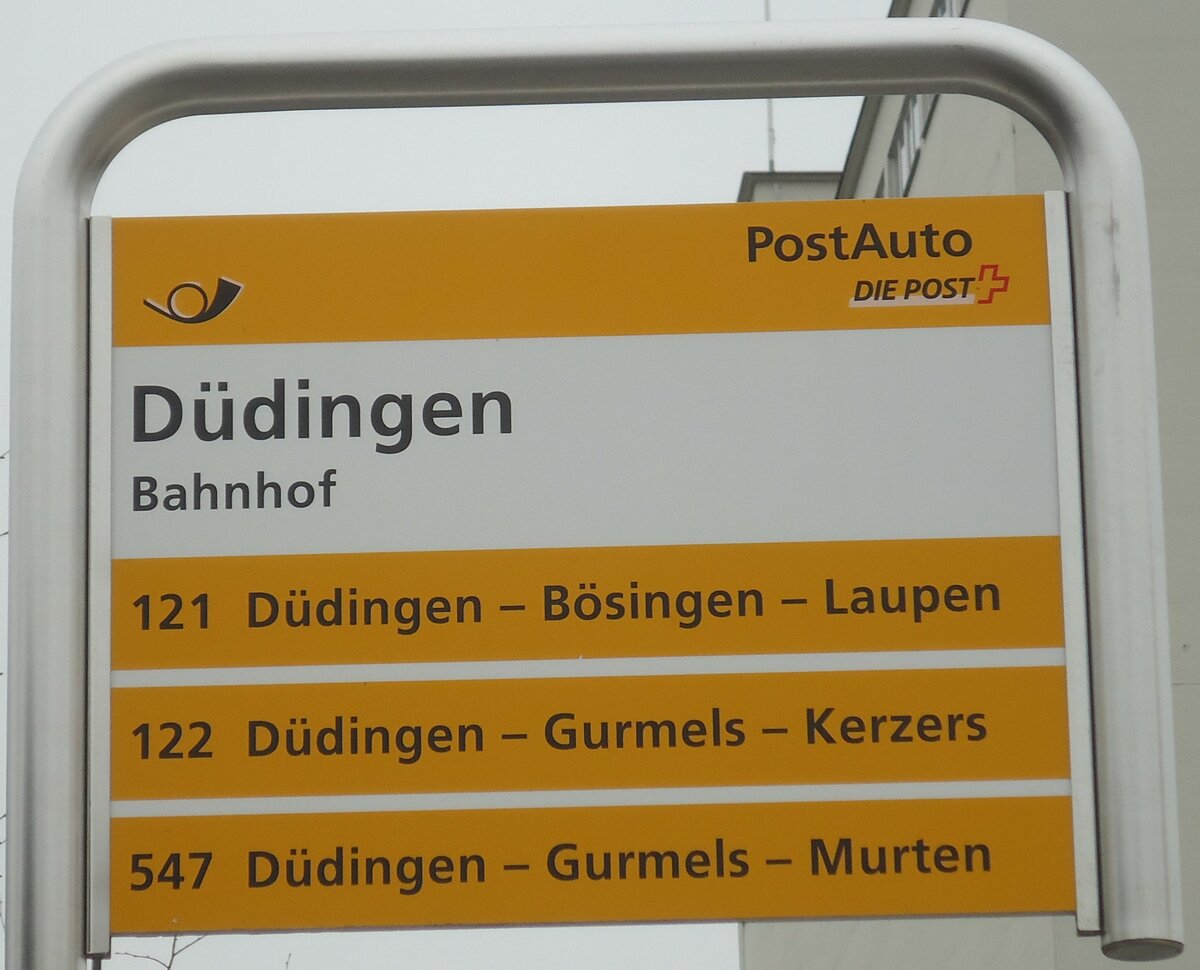 PostAuto
DIE POST
Düdingen
Bahnhof
121 Düdingen – Bösingen – Laupen
122 Düdingen – Gurmels – Kerzers
547 Düdingen – Gurmels – Murten